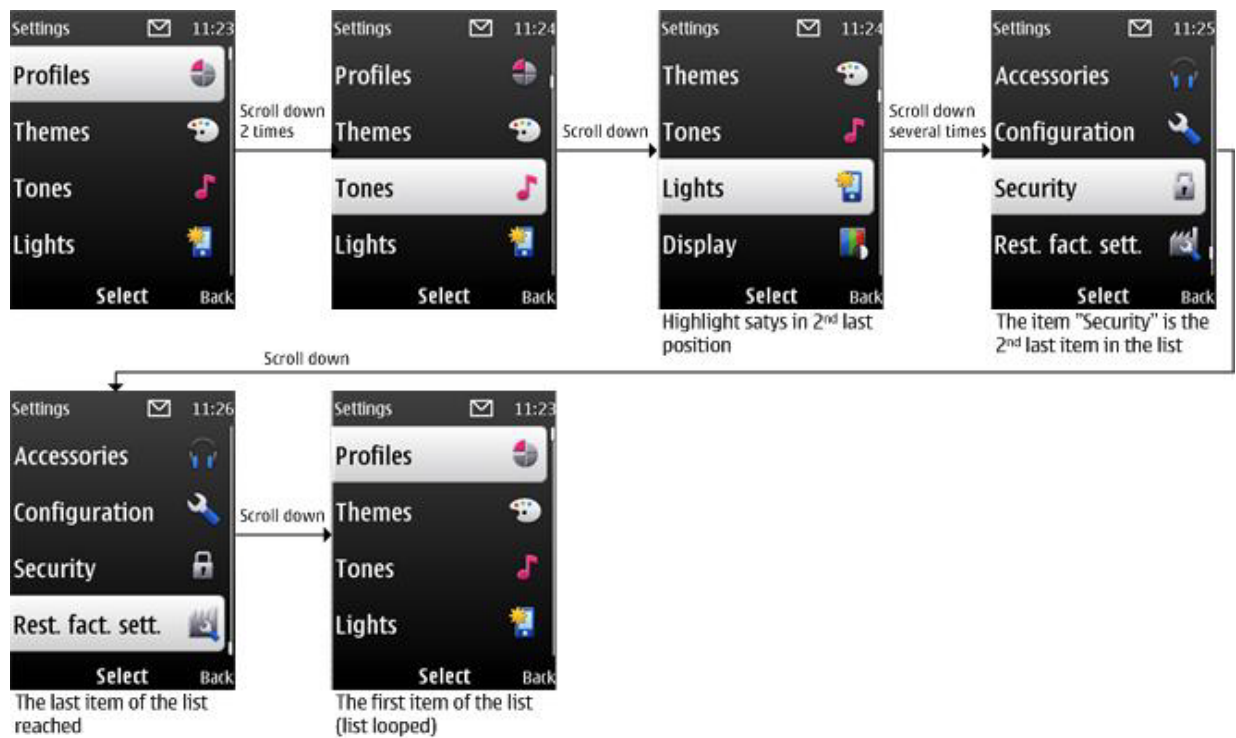 Settings 11:23
Profiles
Themes
Tones
Lights
Select Back
Scroll down
2 times
Settings 11:24
Profiles
Themes
Tones
Lights
Select Back
Scroll down
Settings 11:24
Themes
Tones
Lights
Display
Select Back
Highlight satys in 2nd last
position
Scroll down
several times
Settings 11:25
Accessories
Configuration
Security
Rest. fact. sett.
Select Back
The item "Security" is the
2nd last item in the list
Scroll down
Settings 11:26
Accessories
Configuration
Security
Rest. fact. sett.
Select Back
The last item of the list
reached
Scroll down
Settings 11:23
Profiles
Themes
Tones
Lights
Select Back
The first item of the list
(list looped)